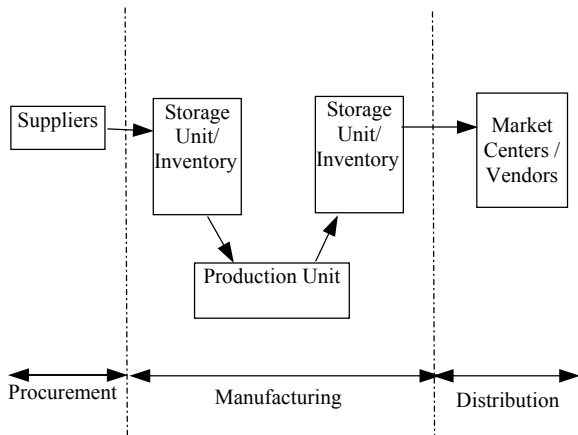 Suppliers
Storage
Unit/
Inventory
Storage
Unit/
Inventory
Market
Centers /
Vendors
Production Unit
Procurement
Manufacturing
Distribution